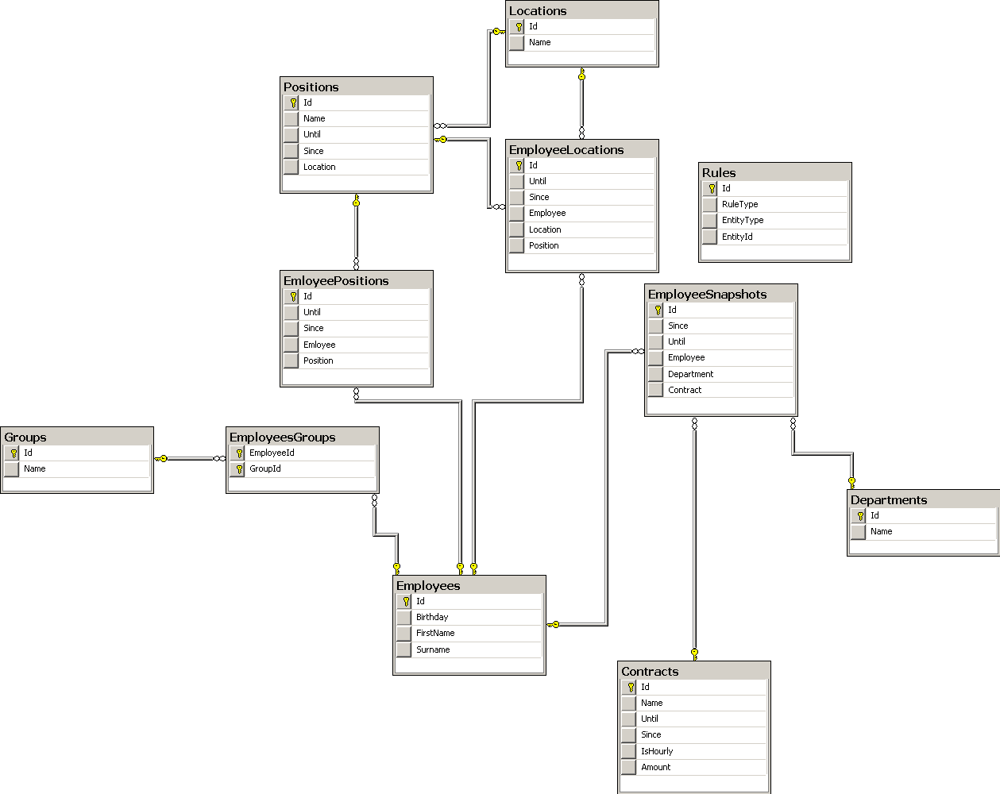 Locations
Id
Name
Positions
Id
Name
Until
Since
Location
EmployeeLocations
Id
Until
Since
Employee
Location
Position
Rules
Id
RuleType
EntityType
EntityId
EmloyeePositions
Id
Until
Since
Emloyee
Position
EmployeeSnapshots
Id
Since
Until
Employee
Department
Contract
Groups
Id
Name
EmployeesGroups
EmployeeId
GroupId
Departments
Id
Name
Employees
Id
Birthday
FirstName
Surname
Contracts
Id
Name
Until
Since
IsHourly
Amount